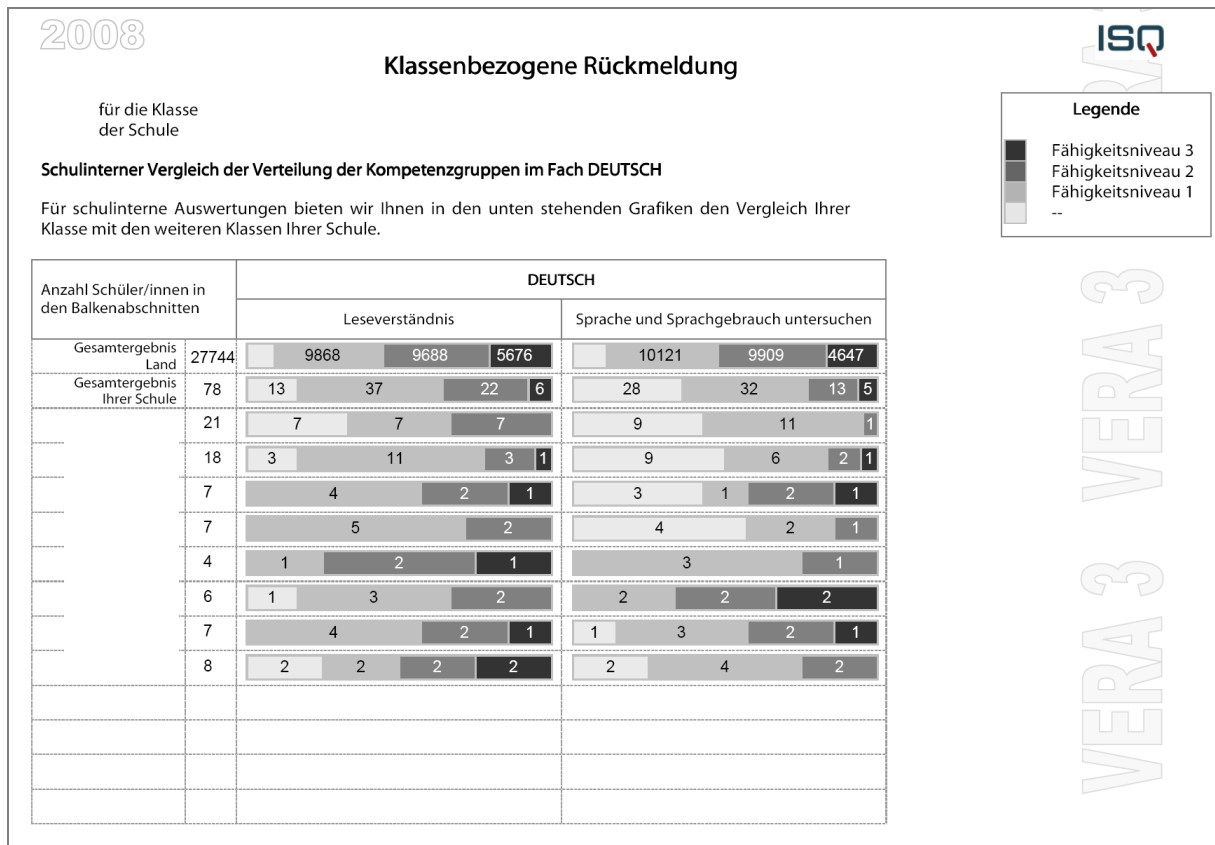 2008
ISQ
Klassenbezogene Rückmeldung
für die Klasse
der Schule
Legende
Fähigkeitsniveau 3
Fähigkeitsniveau 2
Fähigkeitsniveau 1
--
Schulinterner Vergleich der Verteilung der Kompetenzgruppen im Fach DEUTSCH
Für schulinterne Auswertungen bieten wir Ihnen in den unten stehenden Grafiken den Vergleich Ihrer
Klasse mit den weiteren Klassen Ihrer Schule.
Anzahl Schüler/innen in
den Balkenabschnitten
DEUTSCH
Leseverständnis Sprache und Sprachgebrauch untersuchen
Gesamtergebnis
Land 27744 9868 9688 5676 10121 9909 4647
Gesamtergebnis
Ihrer Schule 78 13 37 22 6 28 32 13 5
21 7 7 7 9 11 1
18 3 11 3 1 9 6 2 1
7 4 2 1 3 1 2 1
7 5 2 4 2 1
4 1 2 1 3 1
6 1 3 2 2 2 2
7 4 2 1 1 3 2 1
8 2 2 2 2 2 4 2
VERA 3
VERA 3